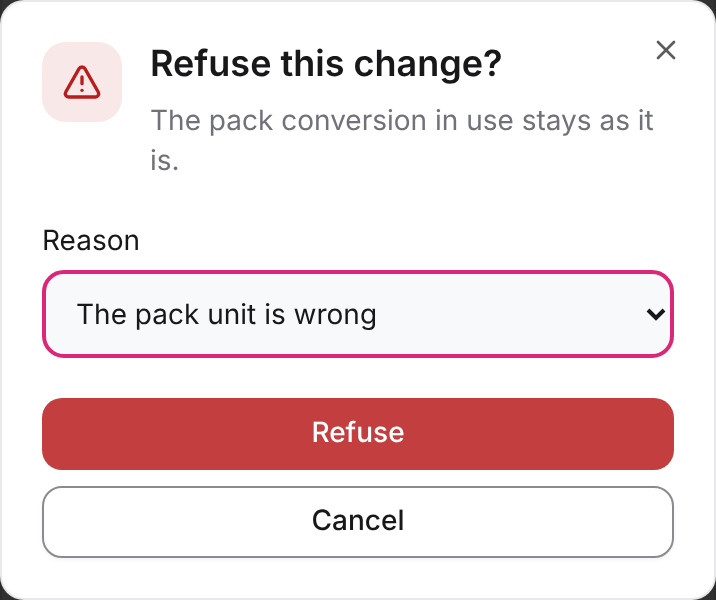 Refuse this change?
The pack conversion in use stays as it
is.
Reason
The pack unit is wrong
Refuse
Cancel